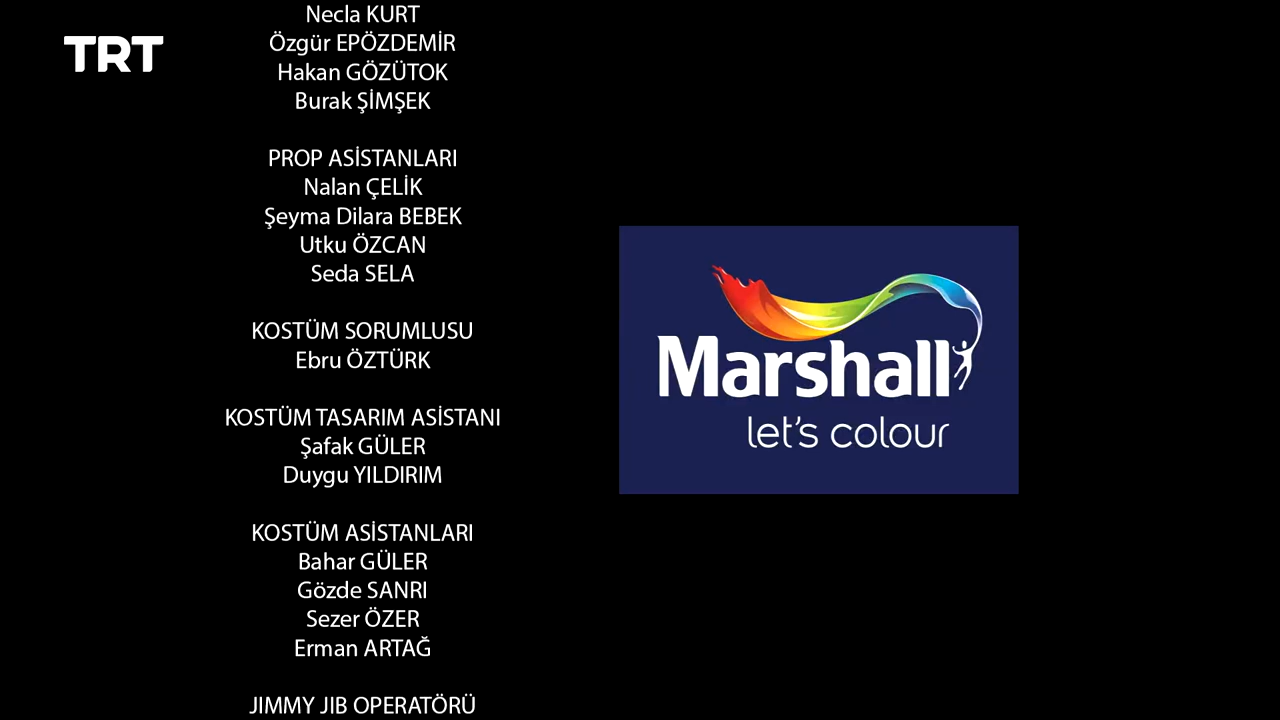 TRT
Necla KURT
Özgür EPÖZDEMİR
Hakan GÖZÜTOK
Burak ŞİMŞEK
PROP ASİSTANLARI
Nalan ÇELİK
Şeyma Dilara BEBEK
Utku ÖZCAN
Seda SELA
KOSTÜM SORUMLUSU
Ebru ÖZTÜRK
KOSTÜM TASARIM ASİSTANI
Şafak GÜLER
Duygu YILDIRIM
KOSTÜM ASİSTANLARI
Bahar GÜLER
Gözde SANRI
Sezer ÖZER
Erman ARTAĞ
JIMMY JIB OPERATÖRÜ
Marshall
let's colour